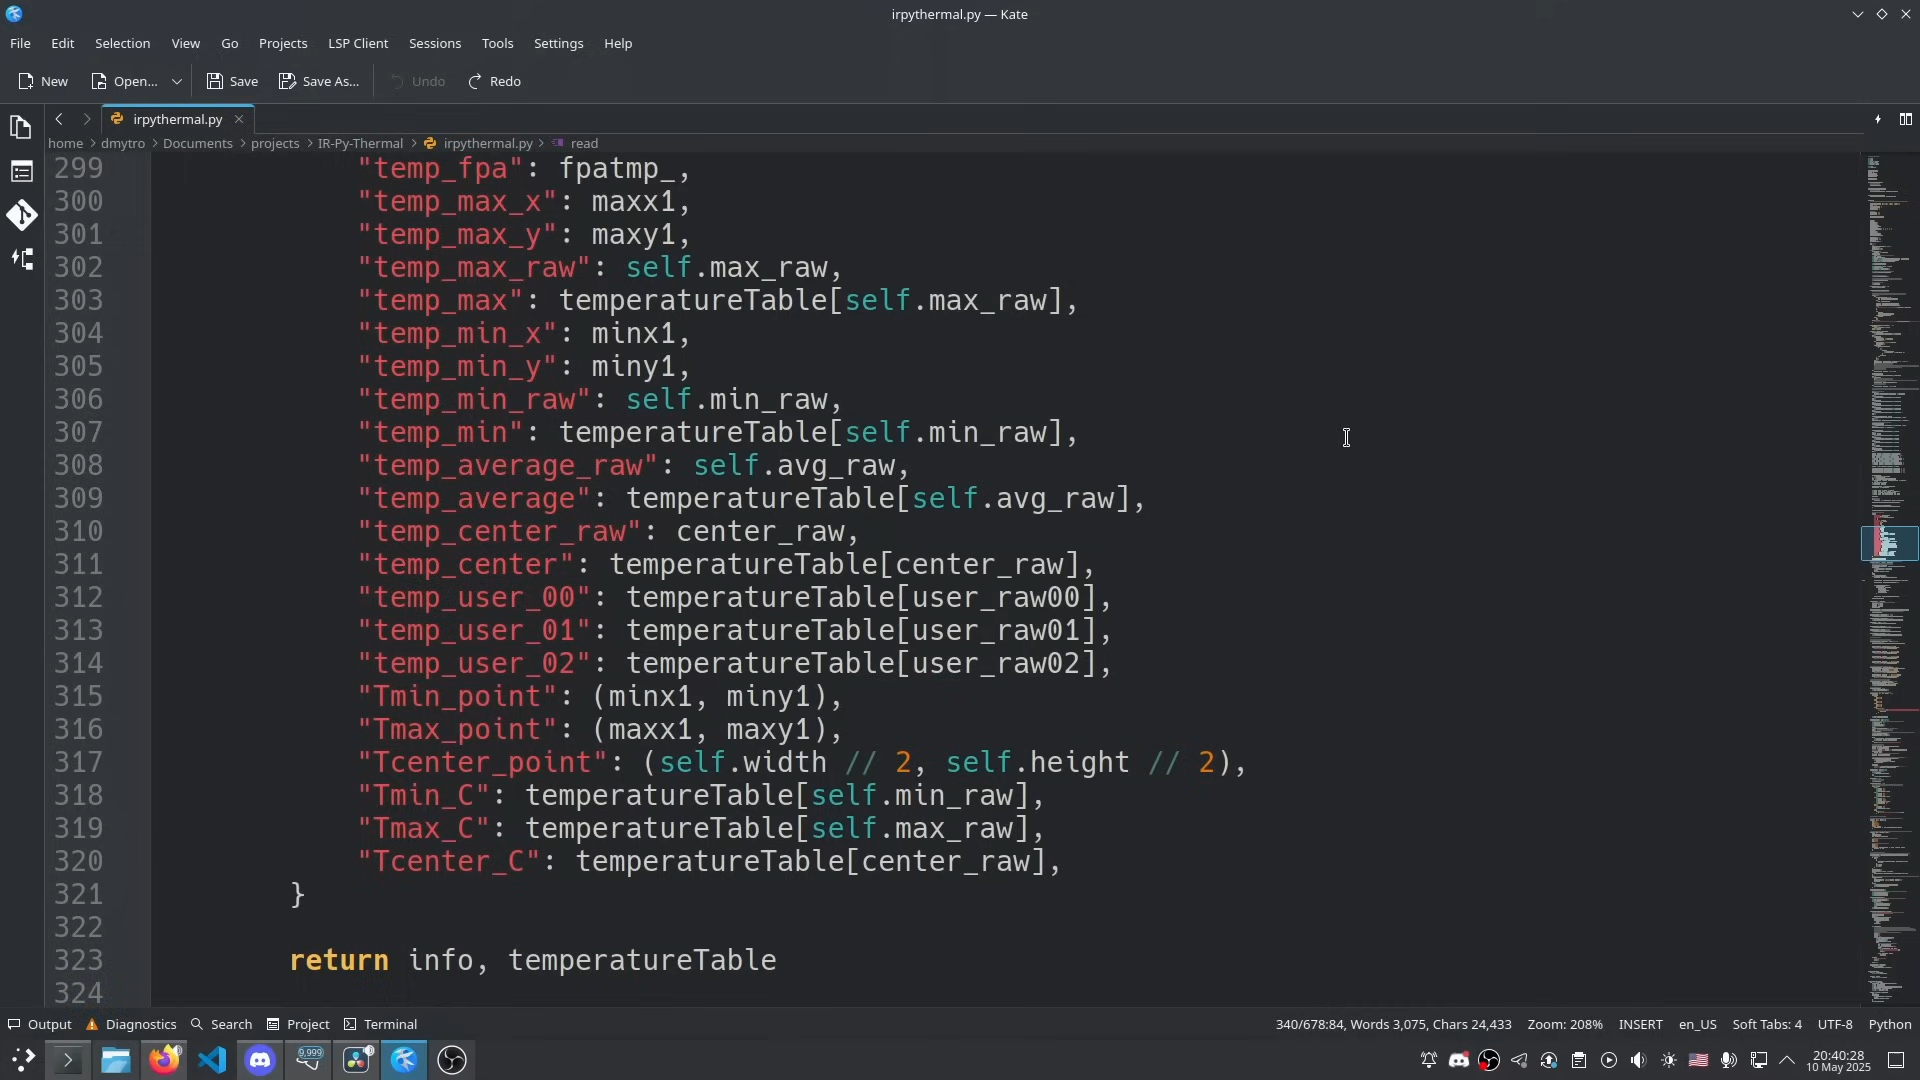 irpythermal.py — Kate
File Edit Selection View Go Projects LSP Client Sessions Tools Settings Help
New Open... Save Save As... Undo Redo
irpythermal.py
home > dmytro > Documents > projects > IR-Py-Thermal > irpythermal.py > read
299 "temp_fpa": fpatmp_,
300 "temp_max_x": maxx1,
301 "temp_max_y": maxy1,
302 "temp_max_raw": self.max_raw,
303 "temp_max": temperatureTable[self.max_raw],
304 "temp_min_x": minx1,
305 "temp_min_y": miny1,
306 "temp_min_raw": self.min_raw,
307 "temp_min": temperatureTable[self.min_raw],
308 "temp_average_raw": self.avg_raw,
309 "temp_average": temperatureTable[self.avg_raw],
310 "temp_center_raw": center_raw,
311 "temp_center": temperatureTable[center_raw],
312 "temp_user_00": temperatureTable[user_raw00],
313 "temp_user_01": temperatureTable[user_raw01],
314 "temp_user_02": temperatureTable[user_raw02],
315 "Tmin_point": (minx1, miny1),
316 "Tmax_point": (maxx1, maxy1),
317 "Tcenter_point": (self.width // 2, self.height // 2),
318 "Tmin_C": temperatureTable[self.min_raw],
319 "Tmax_C": temperatureTable[self.max_raw],
320 "Tcenter_C": temperatureTable[center_raw],
321 }
322
323 return info, temperatureTable
324
Output Diagnostics Search Project Terminal 340/678:84, Words 3,075, Chars 24,433 Zoom: 208% INSERT en_US Soft Tabs: 4 UTF-8 Python
9,999
20:40:28
10 May 2025